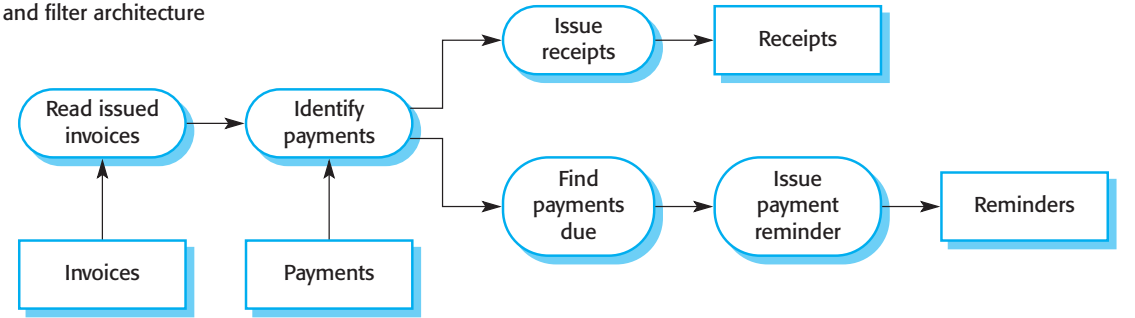 and filter architecture
Issue
receipts
Receipts
Read issued
invoices
Identify
payments
Find
payments
due
Issue
payment
reminder
Reminders
Invoices
Payments